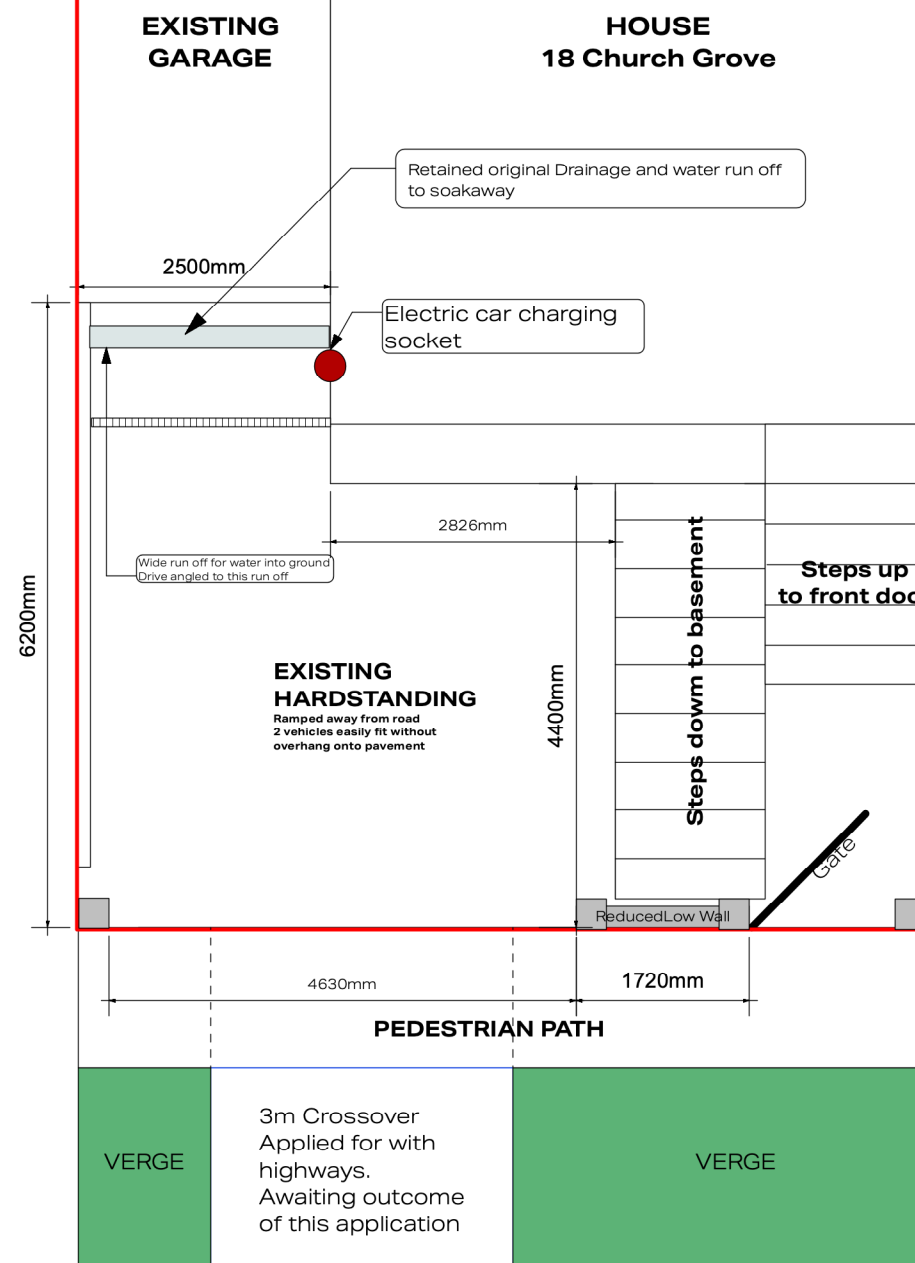 EXISTING
GARAGE
HOUSE
18 Church Grove
Retained original Drainage and water run off
to soakaway
2500mm
Electric car charging
socket
2826mm
Wide run off for water into ground
Drive angled to this run off
Steps up
to front doo
6200mm
EXISTING
HARDSTANDING
Ramped away from road
2 vehicles easily fit without
overhang onto pavement
4400mm
Steps dowm to basement
Gate
ReducedLow Wall
4630mm
1720mm
PEDESTRIAN PATH
VERGE
3m Crossover
Applied for with
highways.
Awaiting outcome
of this application
VERGE